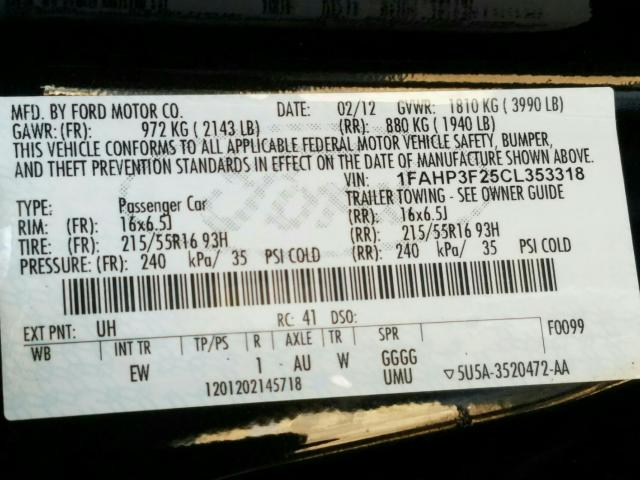 MFD. BY FORD MOTOR CO. DATE: 02/12 GVWR: 1810 KG ( 3990 LB)
GAWR: (FR): 972 KG ( 2143 LB) (RR): 880 KG ( 1940 LB)
THIS VEHICLE CONFORMS TO ALL APPLICABLE FEDERAL MOTOR VEHICLE SAFETY, BUMPER,
AND THEFT PREVENTION STANDARDS IN EFFECT ON THE DATE OF MANUFACTURE SHOWN ABOVE.
VIN: 1FAHP3F25CL353318
TYPE: Passenger Car TRAILER TOWING - SEE OWNER GUIDE
RIM: (FR): 16x6.5J (RR): 16x6.5J
TIRE: (FR): 215/55R16 93H (RR): 215/55R16 93H
PRESSURE: (FR): 240 kPa/ 35 PSI COLD (RR): 240 kPa/ 35 PSI COLD
EXT PNT: UH RC: 41 DSO: F0099
WB INT TR TP/PS R AXLE TR SPR
EW 1 AU W GGGG
1201202145718 UMU ▽5U5A-3520472-AA